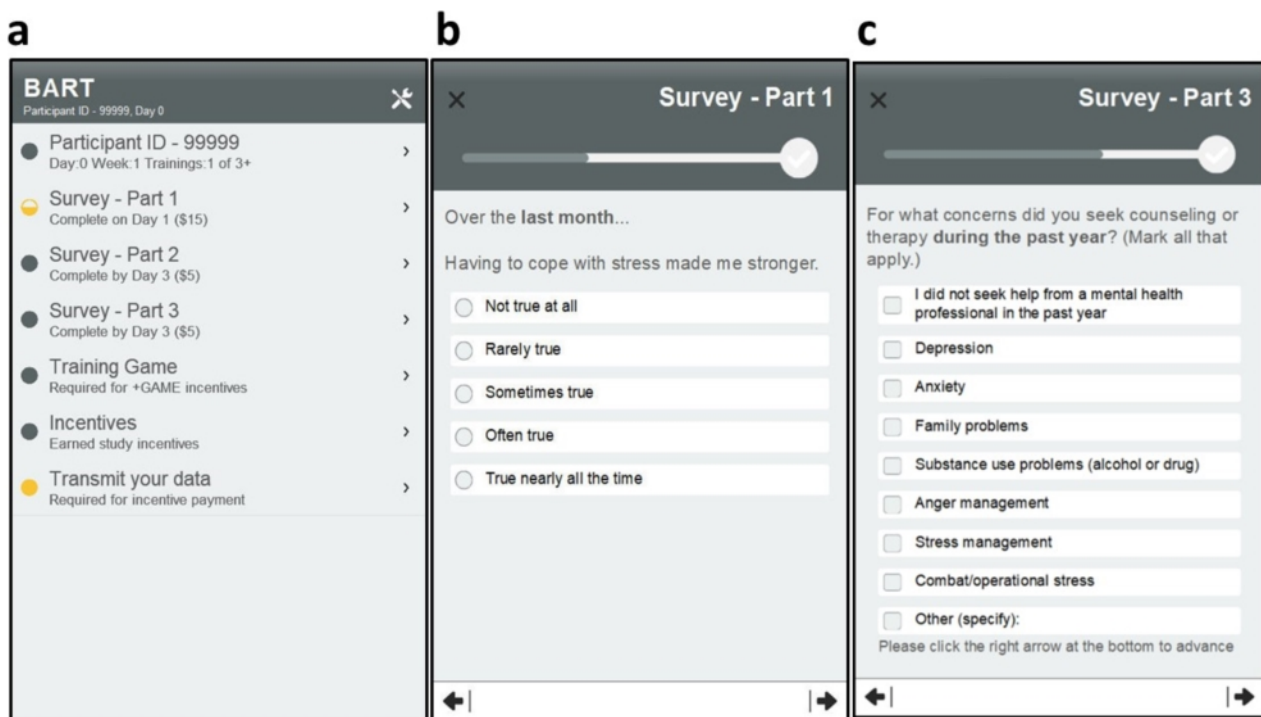 a
BART
Participant ID - 99999, Day 0
Participant ID - 99999
Day:0 Week:1 Trainings:1 of 3+
Survey - Part 1
Complete on Day 1 ($15)
Survey - Part 2
Complete by Day 3 ($5)
Survey - Part 3
Complete by Day 3 ($5)
Training Game
Required for +GAME incentives
Incentives
Earned study incentives
Transmit your data
Required for incentive payment
b
Survey - Part 1
Over the last month...
Having to cope with stress made me stronger.
Not true at all
Rarely true
Sometimes true
Often true
True nearly all the time
c
Survey - Part 3
For what concerns did you seek counseling or
therapy during the past year? (Mark all that
apply.)
I did not seek help from a mental health
professional in the past year
Depression
Anxiety
Family problems
Substance use problems (alcohol or drug)
Anger management
Stress management
Combat/operational stress
Other (specify):
Please click the right arrow at the bottom to advance